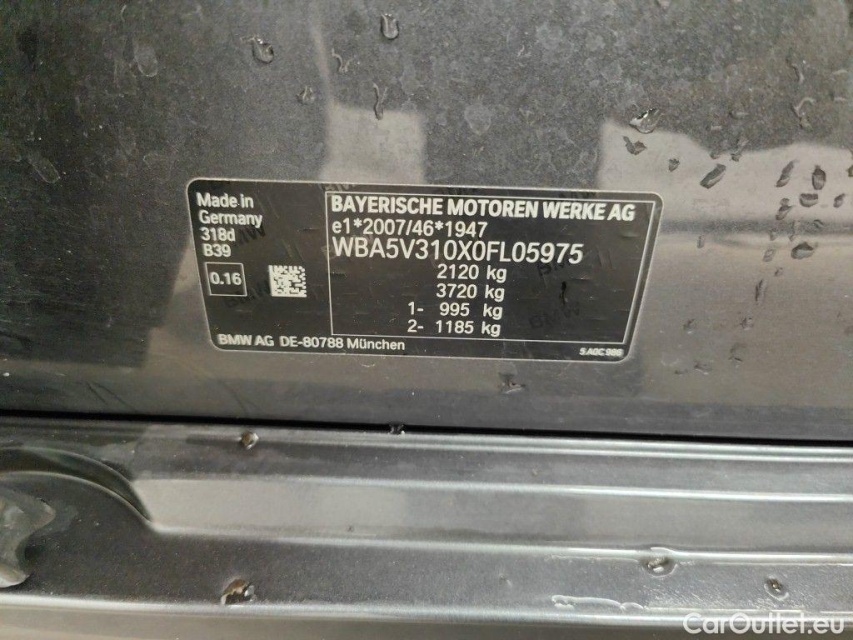 Made in
Germany
318d
B39
0.16
BAYERISCHE MOTOREN WERKE AG
e1*2007/46*1947
WBA5V310X0FL05975
2120 kg
3720 kg
1- 995 kg
2- 1185 kg
BMW AG DE-80788 München
CarOutlet.eu